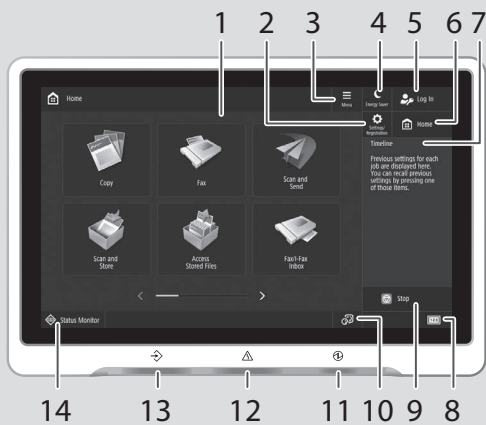 1 2 3 4 5 6 7
Home
Menu
Energy Saver
Log In
Settings/
Registration
Home
Timeline
Previous settings for each
job are displayed here.
You can recall previous
settings by pressing one
of those items.
Copy
Fax
Scan and
Send
Scan and
Store
Access
Stored Files
Fax/I-Fax
Inbox
Stop
Status Monitor
14 13 12 11 10 9 8